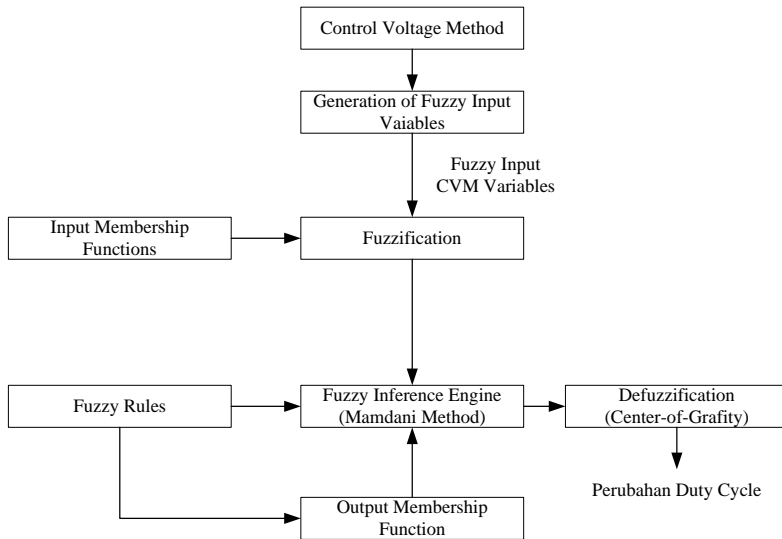 Control Voltage Method
Generation of Fuzzy Input
Vaiables
Fuzzy Input
CVM Variables
Input Membership
Functions
Fuzzification
Fuzzy Rules
Fuzzy Inference Engine
(Mamdani Method)
Defuzzification
(Center-of-Grafity)
Perubahan Duty Cycle
Output Membership
Function